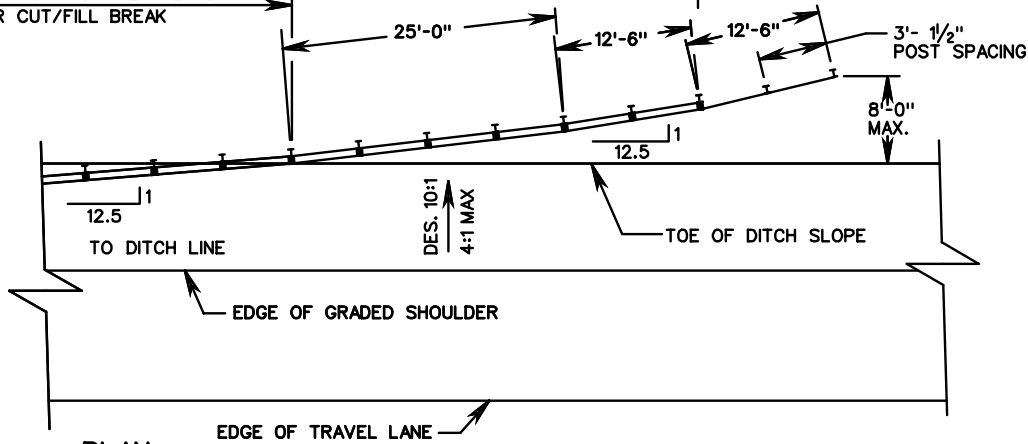 R CUT/FILL BREAK
25'-0"
12'-6"
12'-6"
3'- 1½"
POST SPACING
8'-0"
MAX.
1
12.5
1
12.5
TO DITCH LINE
DES. 10:1
4:1 MAX
TOE OF DITCH SLOPE
EDGE OF GRADED SHOULDER
EDGE OF TRAVEL LANE